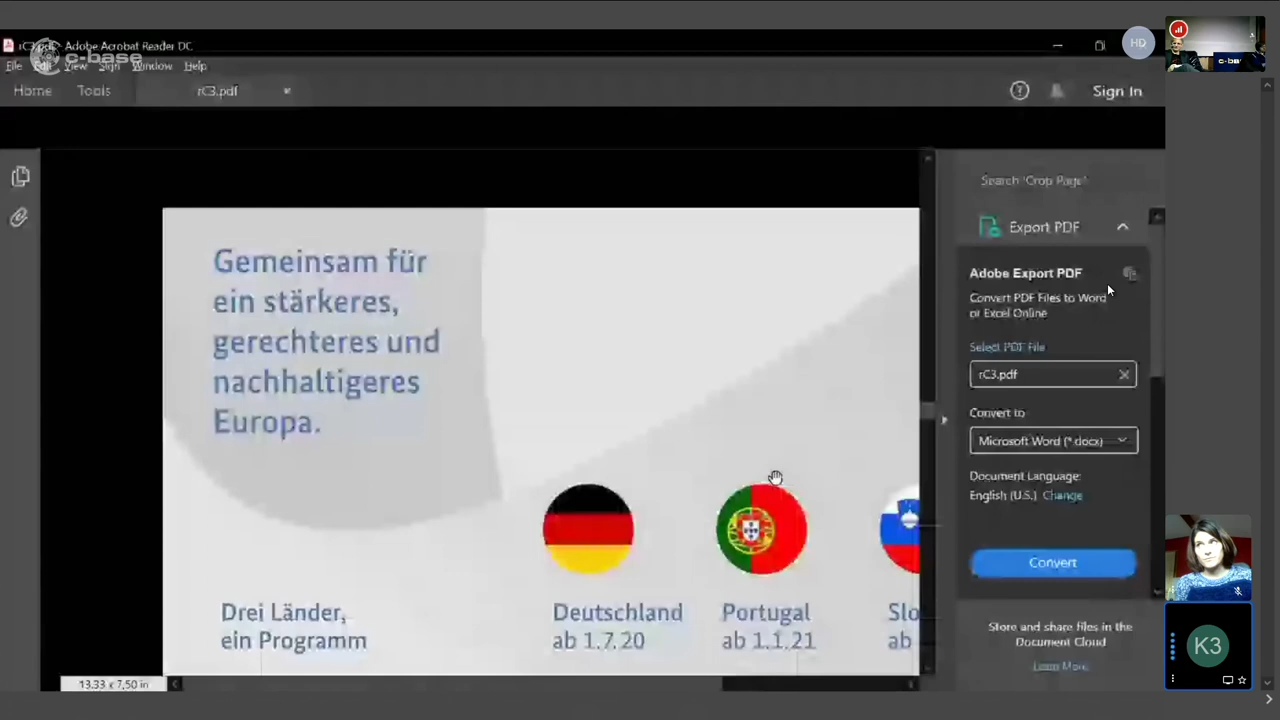 rC3.pdf - Adobe Acrobat Reader DC
c-base
File Edit View Sign Window Help
Home Tools rC3.pdf Sign In
HD
Search 'Crop Page'
Export PDF
Adobe Export PDF
Convert PDF Files to Word
or Excel Online
Select PDF File
rC3.pdf
Convert to
Microsoft Word (*.docx)
Document Language:
English (U.S.) Change
Convert
Store and share files in the
Document Cloud
Learn More
Gemeinsam für
ein stärkeres,
gerechteres und
nachhaltigeres
Europa.
Drei Länder,
ein Programm
Deutschland
ab 1.7.20
Portugal
ab 1.1.21
Slo
ab
13,33 x 7,50 in
K3